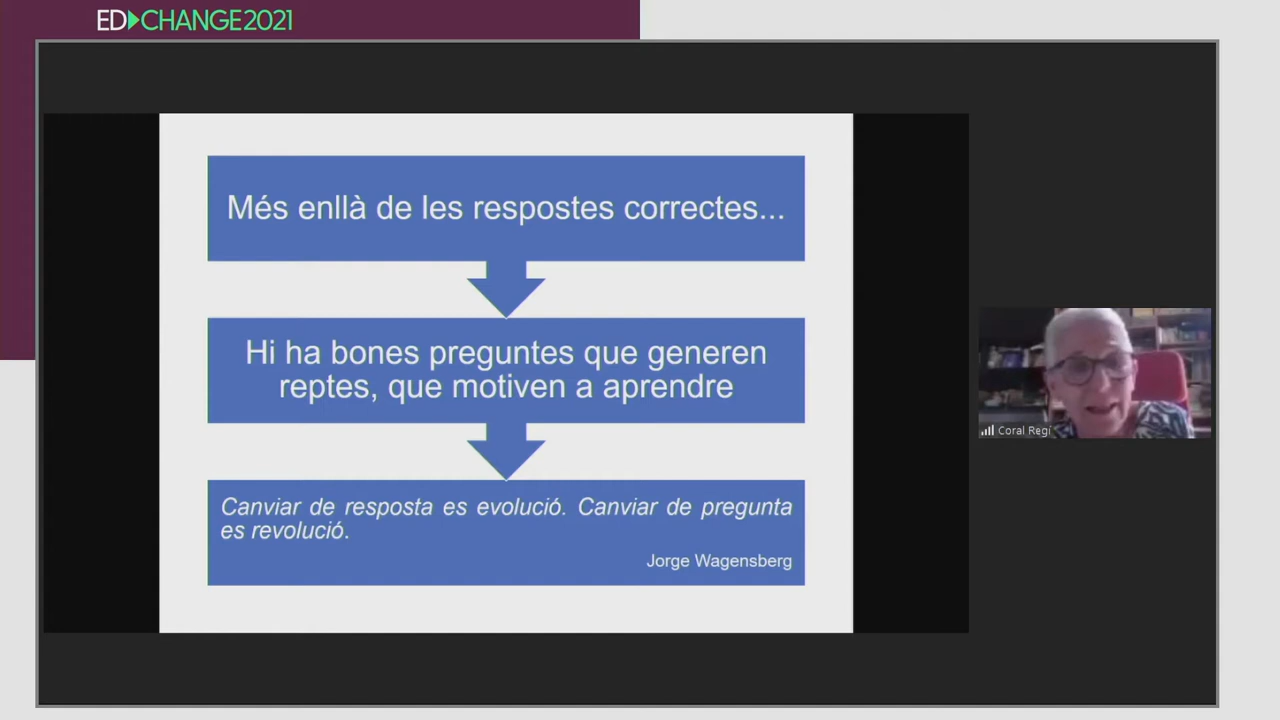 ED CHANGE2021
Més enllà de les respostes correctes...
Hi ha bones preguntes que generen
reptes, que motiven a aprendre
Canviar de resposta es evolució. Canviar de pregunta
es revolució.
Jorge Wagensberg
Coral Regí